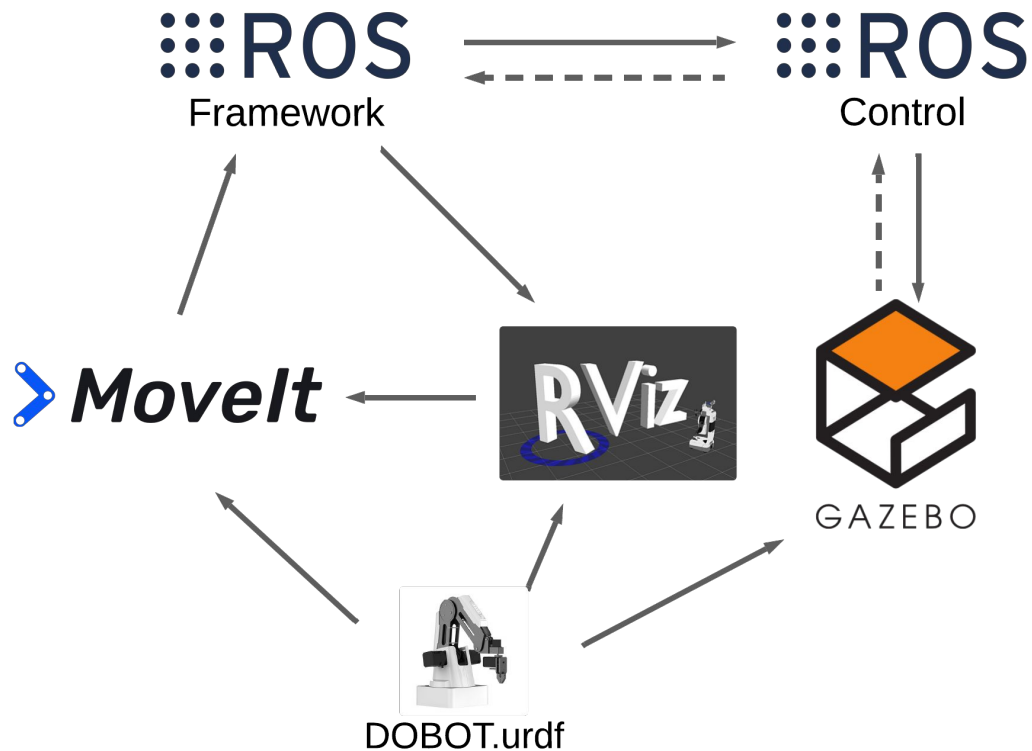 ROS
Framework
ROS
Control
MoveIt
RViz
GAZEBO
DOBOT.urdf